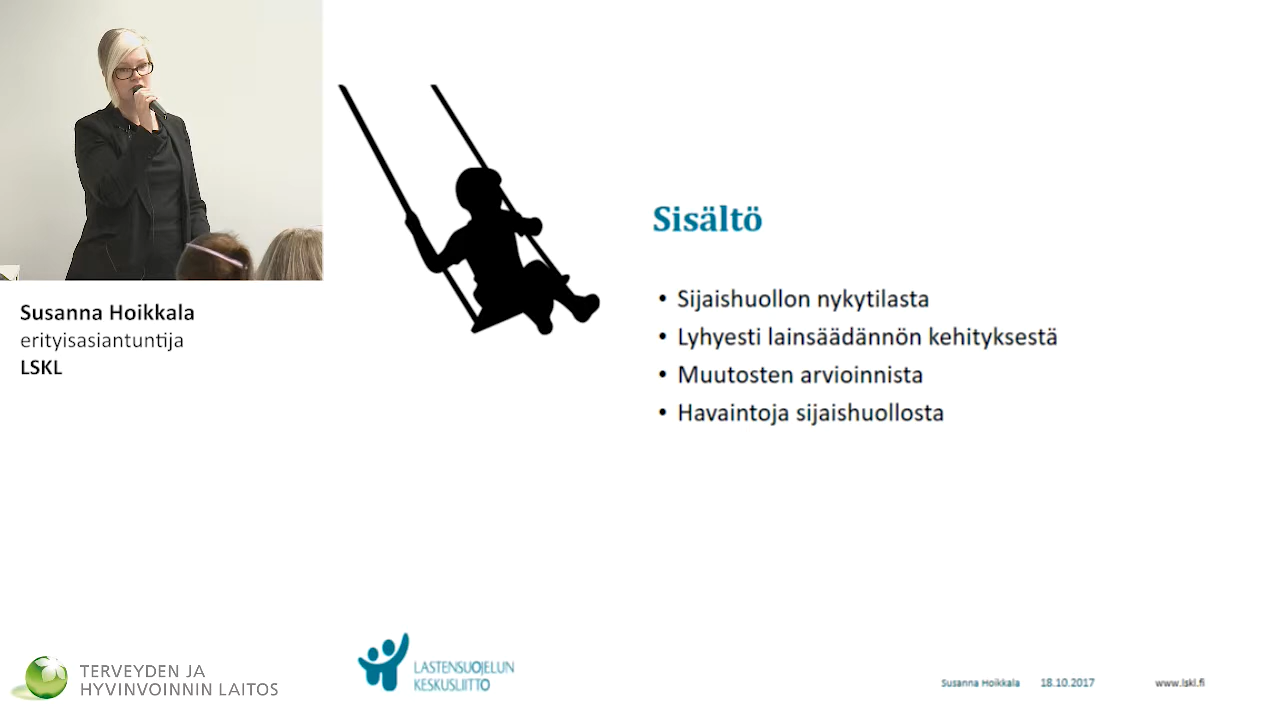 Susanna Hoikkala
erityisasiantuntija
LSKL
Sisältö
• Sijaishuollon nykytilasta
• Lyhyesti lainsäädännön kehityksestä
• Muutosten arvioinnista
• Havaintoja sijaishuollosta
TERVEYDEN JA
HYVINVOINNIN LAITOS
LASTENSUOJELUN
KESKUSLIITTO
Susanna Hoikkala 18.10.2017 www.lskl.fi